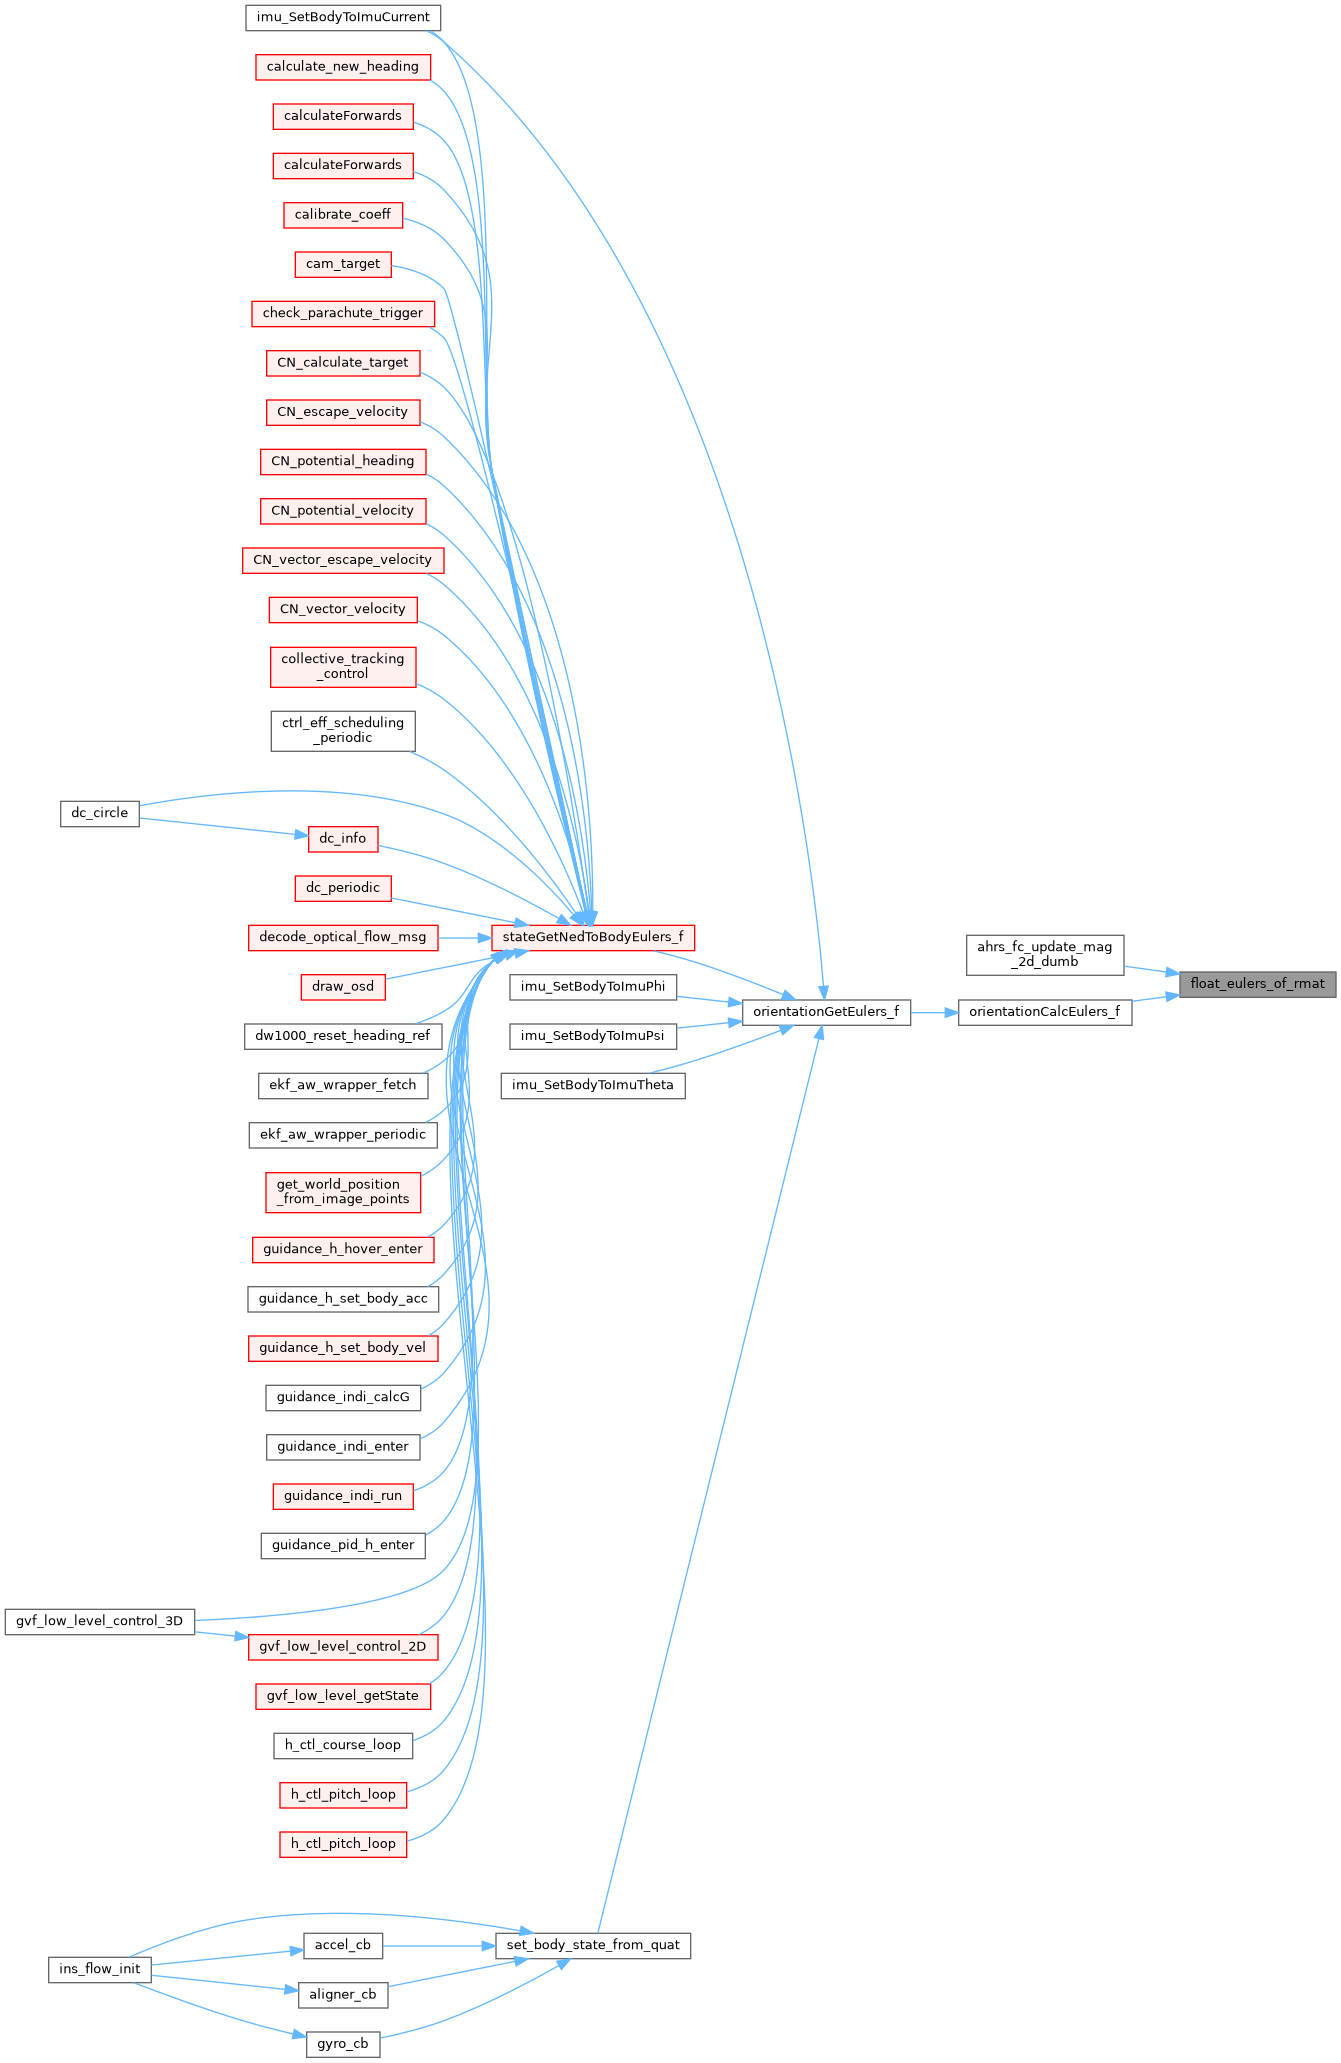 imu_SetBodyToImuCurrent
calculate_new_heading
calculateForwards
calculateForwards
calibrate_coeff
cam_target
check_parachute_trigger
CN_calculate_target
CN_escape_velocity
CN_potential_heading
CN_potential_velocity
CN_vector_escape_velocity
CN_vector_velocity
collective_tracking
_control
ctrl_eff_scheduling
_periodic
dc_circle
dc_info
dc_periodic
decode_optical_flow_msg
stateGetNedToBodyEulers_f
draw_osd
imu_SetBodyToImuPhi
ahrs_fc_update_mag
_2d_dumb
float_eulers_of_rmat
orientationGetEulers_f
orientationCalcEulers_f
dw1000_reset_heading_ref
imu_SetBodyToImuPsi
ekf_aw_wrapper_fetch
imu_SetBodyToImuTheta
ekf_aw_wrapper_periodic
get_world_position
_from_image_points
guidance_h_hover_enter
guidance_h_set_body_acc
guidance_h_set_body_vel
guidance_indi_calcG
guidance_indi_enter
guidance_indi_run
guidance_pid_h_enter
gvf_low_level_control_3D
gvf_low_level_control_2D
gvf_low_level_getState
h_ctl_course_loop
h_ctl_pitch_loop
h_ctl_pitch_loop
set_body_state_from_quat
accel_cb
ins_flow_init
aligner_cb
gyro_cb